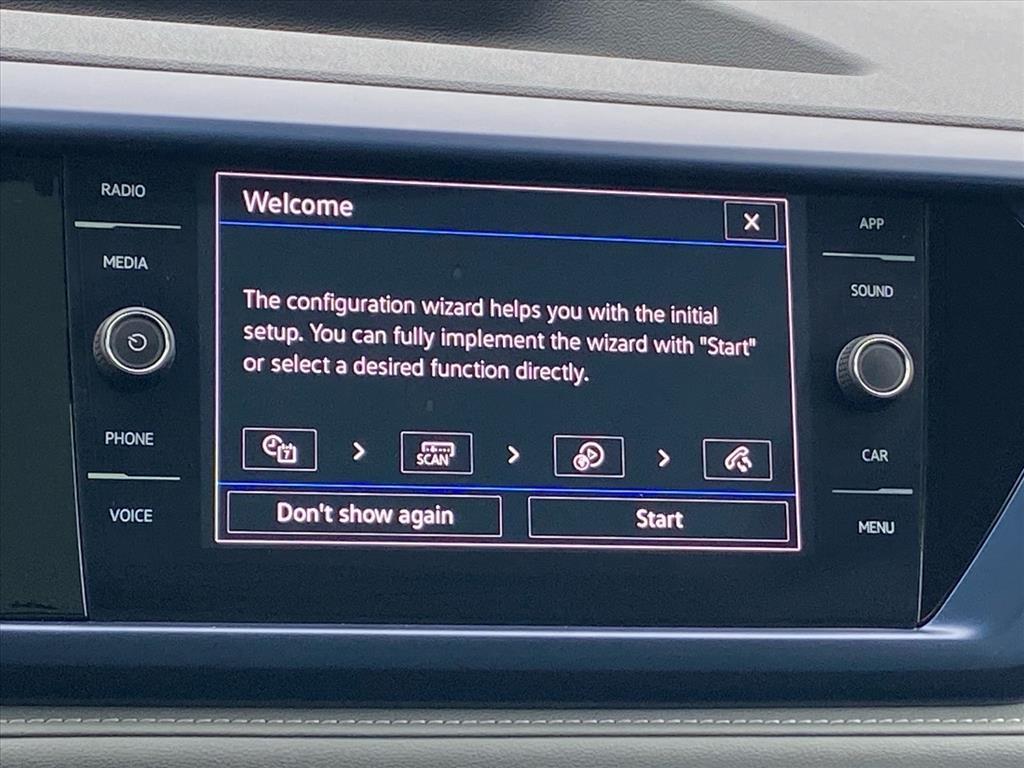 RADIO
MEDIA
PHONE
VOICE
Welcome
X
The configuration wizard helps you with the initial
setup. You can fully implement the wizard with "Start"
or select a desired function directly.
7
SCAN
Don't show again
Start
APP
SOUND
CAR
MENU